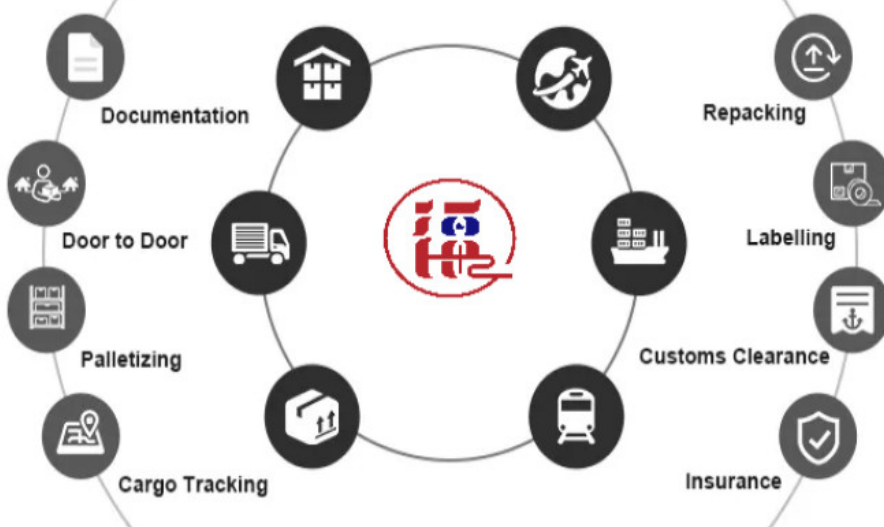 Documentation
Repacking
Door to Door
Labelling
Palletizing
Customs Clearance
Cargo Tracking
Insurance